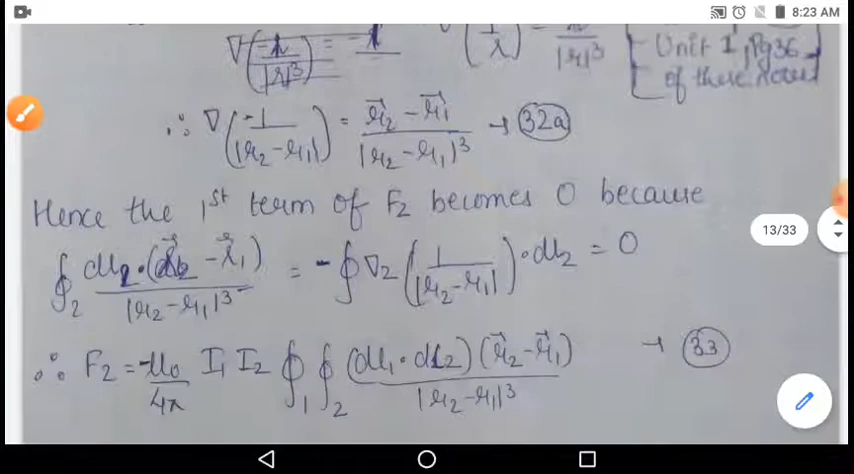 8:23 AM
∇(-r/|r|³) = -r (1/r) = r/|r|³ [Unit I, Pg 36
of these notes]
∴ ∇(-1/|r₂-r₁|) = (r⃗₂ - r⃗₁)/|r₂-r₁|³ → (32a)
Hence the 1st term of F₂ becomes 0 because
13/33
∮₂ dl₂·(r⃗₂ - r⃗₁)/|r₂-r₁|³ = -∮ ∇₂ (1/|r₂-r₁|)·dl₂ = 0
∴ F₂ = -μ₀/4π I₁ I₂ ∮₁ ∮₂ (dl₁·dl₂)(r⃗₂ - r⃗₁)/|r₂-r₁|³ → (33)